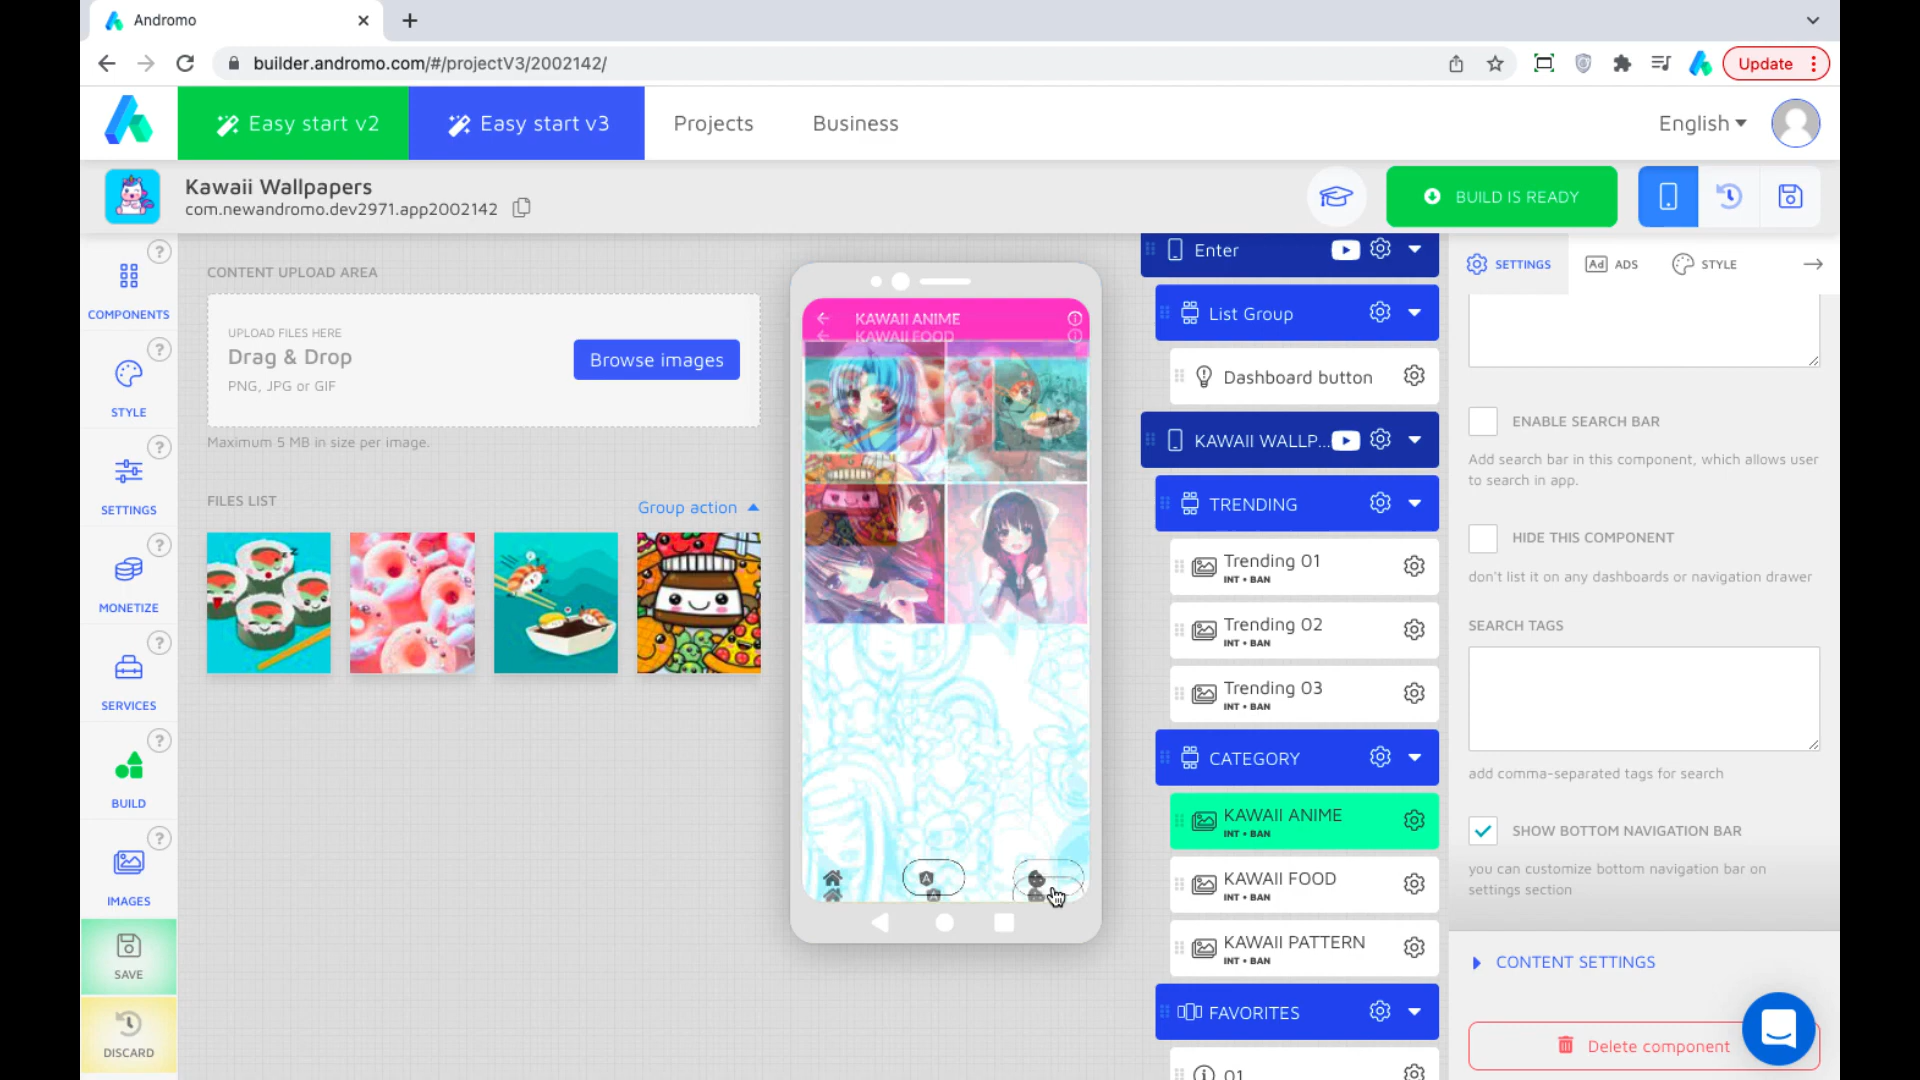 Andromo
builder.andromo.com/#/projectV3/2002142/
Update
Easy start v2
Easy start v3
Projects
Business
English
Kawaii Wallpapers
com.newandromo.dev2971.app2002142
BUILD IS READY
COMPONENTS
STYLE
SETTINGS
MONETIZE
SERVICES
BUILD
IMAGES
SAVE
DISCARD
CONTENT UPLOAD AREA
UPLOAD FILES HERE
Drag & Drop
PNG, JPG or GIF
Browse images
Maximum 5 MB in size per image.
FILES LIST
Group action
KAWAII ANIME
KAWAII FOOD
Enter
List Group
Dashboard button
KAWAII WALLP...
TRENDING
Trending 01
INT • BAN
Trending 02
INT • BAN
Trending 03
INT • BAN
CATEGORY
KAWAII ANIME
INT • BAN
KAWAII FOOD
INT • BAN
KAWAII PATTERN
INT • BAN
FAVORITES
01
SETTINGS
Ad ADS
STYLE
ENABLE SEARCH BAR
Add search bar in this component, which allows user
to search in app.
HIDE THIS COMPONENT
don't list it on any dashboards or navigation drawer
SEARCH TAGS
add comma-separated tags for search
SHOW BOTTOM NAVIGATION BAR
you can customize bottom navigation bar on
settings section
CONTENT SETTINGS
Delete component